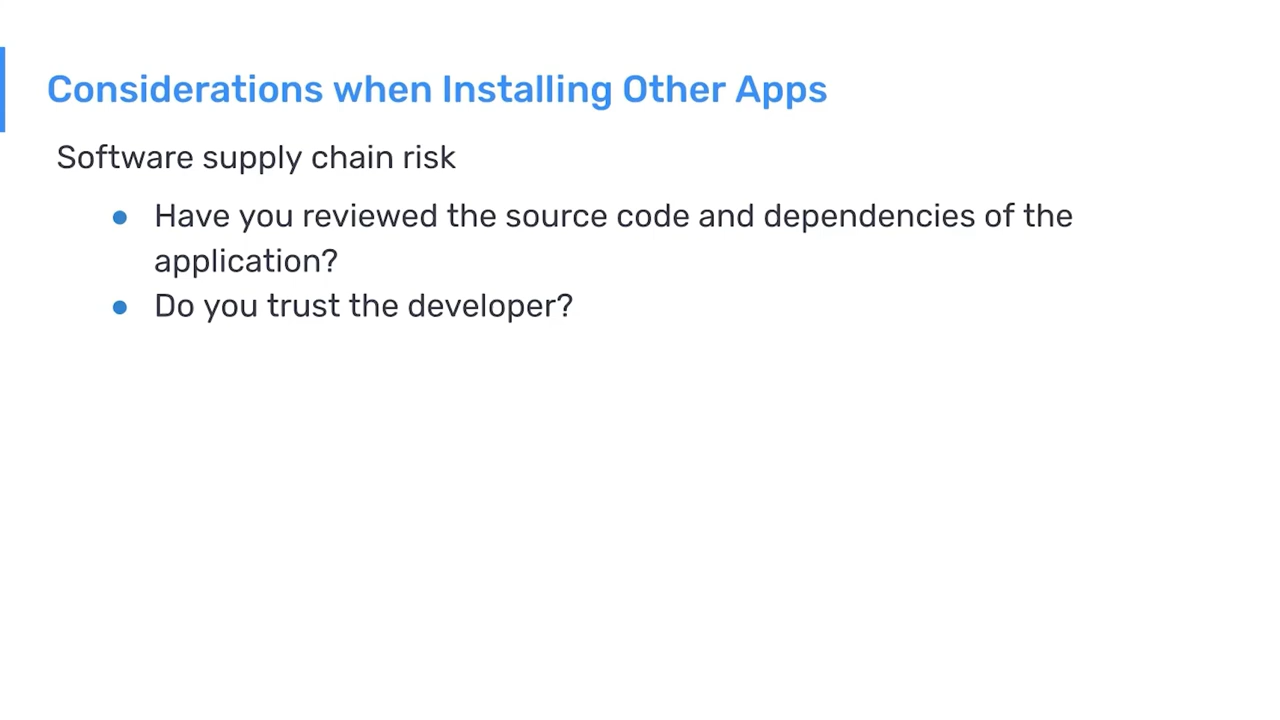 Considerations when Installing Other Apps
Software supply chain risk
● Have you reviewed the source code and dependencies of the
application?
● Do you trust the developer?